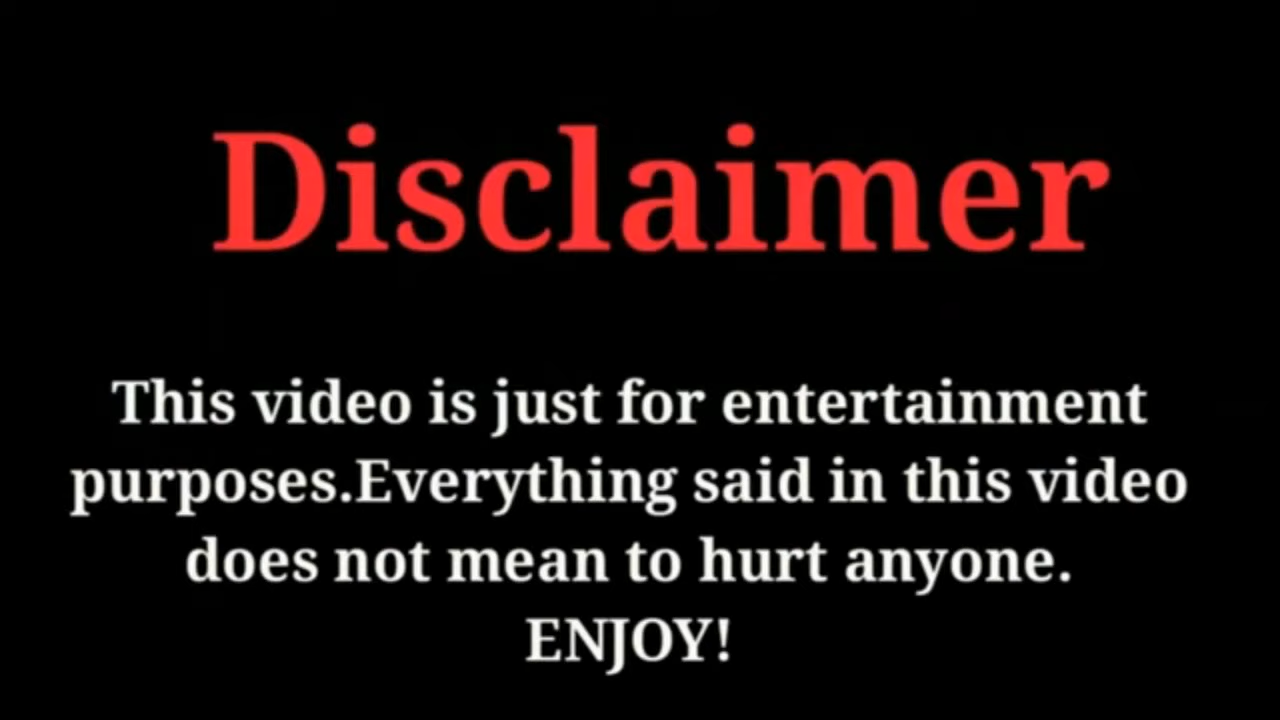 Disclaimer
This video is just for entertainment
purposes.Everything said in this video
does not mean to hurt anyone.
ENJOY!